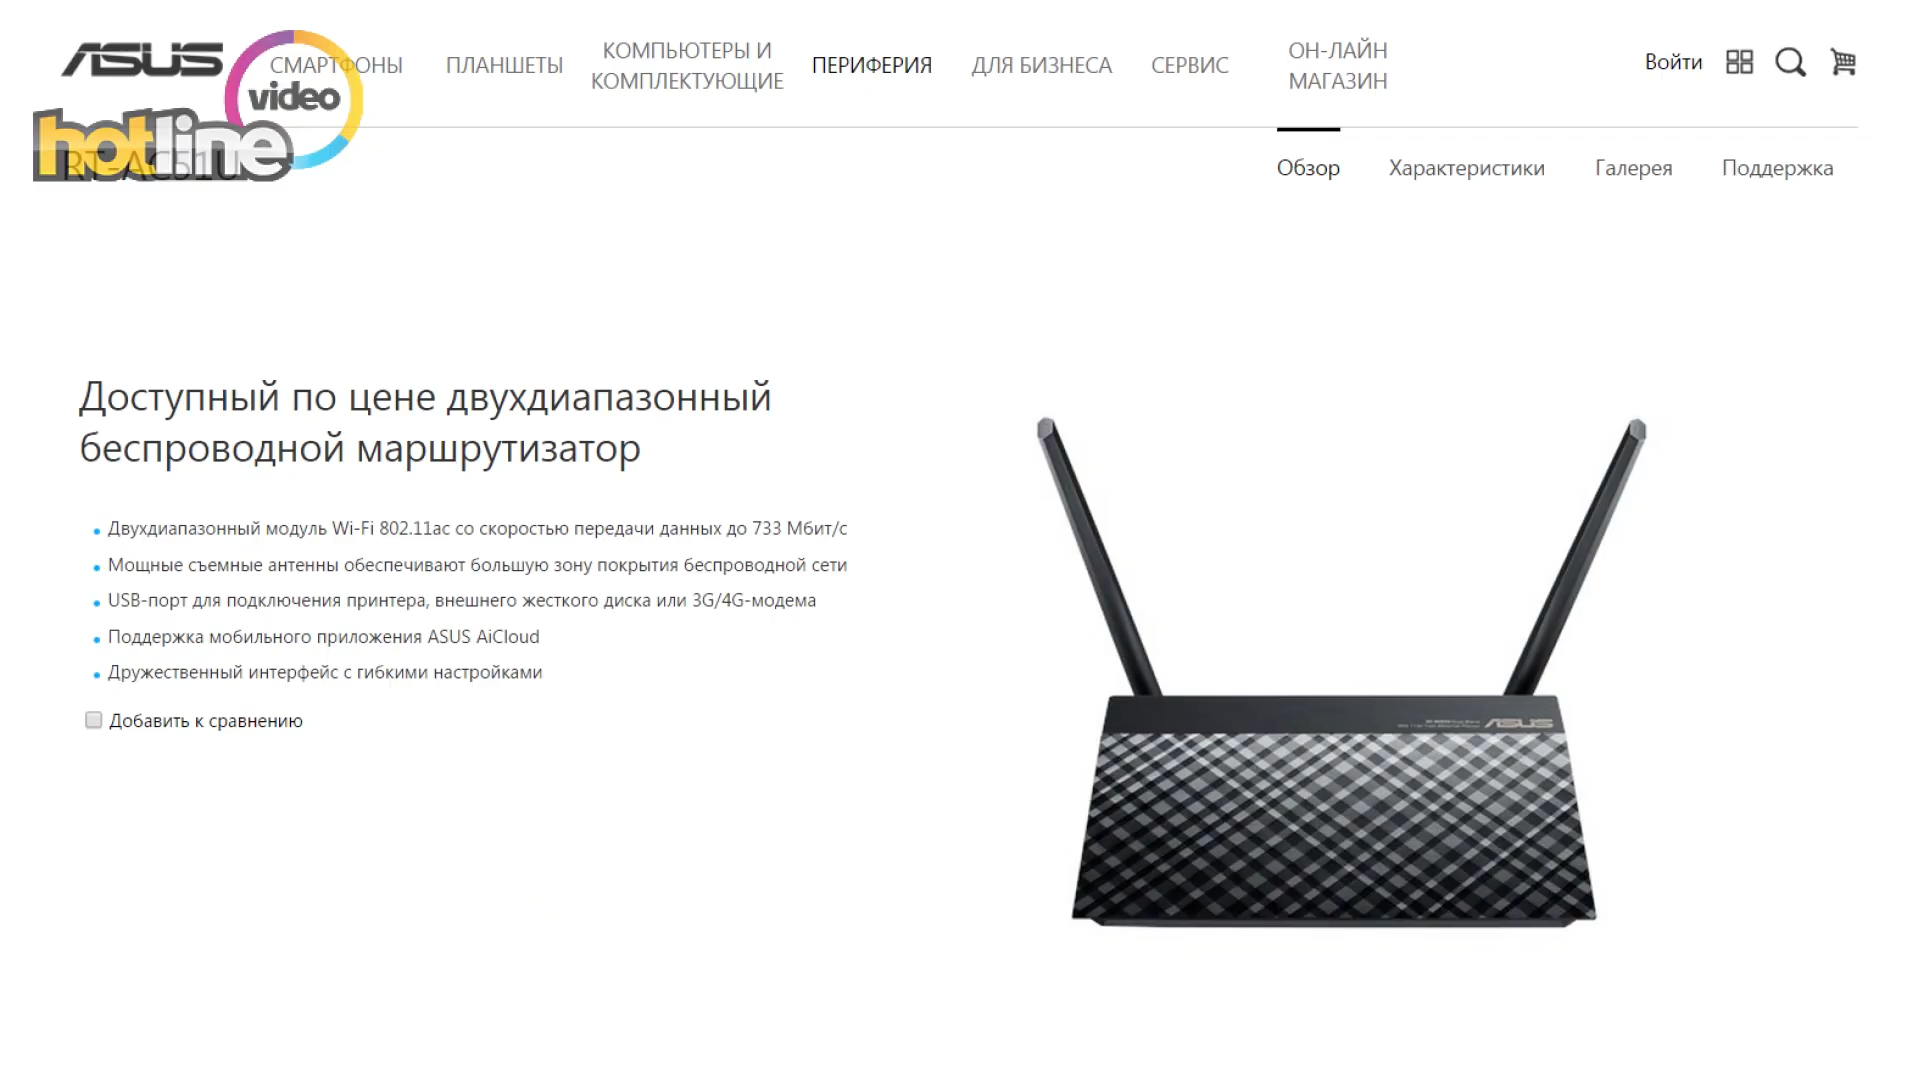 ASUS
СМАРТФОНЫ
ПЛАНШЕТЫ
КОМПЬЮТЕРЫ И
КОМПЛЕКТУЮЩИЕ
ПЕРИФЕРИЯ
ДЛЯ БИЗНЕСА
СЕРВИС
ОН-ЛАЙН
МАГАЗИН
Войти
video
hotline
RT-AC51U
Обзор
Характеристики
Галерея
Поддержка
Доступный по цене двухдиапазонный
беспроводной маршрутизатор
Двухдиапазонный модуль Wi-Fi 802.11ac со скоростью передачи данных до 733 Мбит/с
Мощные съемные антенны обеспечивают большую зону покрытия беспроводной сети
USB-порт для подключения принтера, внешнего жесткого диска или 3G/4G-модема
Поддержка мобильного приложения ASUS AiCloud
Дружественный интерфейс с гибкими настройками
Добавить к сравнению
ASUS